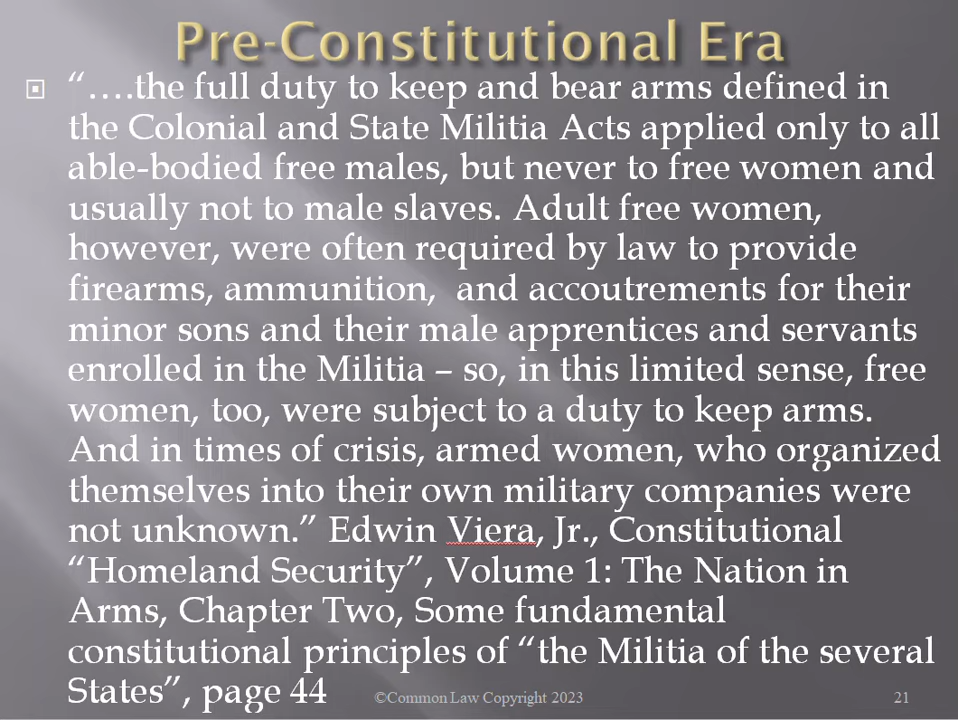 Pre-Constitutional Era
“….the full duty to keep and bear arms defined in
the Colonial and State Militia Acts applied only to all
able-bodied free males, but never to free women and
usually not to male slaves. Adult free women,
however, were often required by law to provide
firearms, ammunition,  and accoutrements for their
minor sons and their male apprentices and servants
enrolled in the Militia – so, in this limited sense, free
women, too, were subject to a duty to keep arms.
And in times of crisis, armed women, who organized
themselves into their own military companies were
not unknown.” Edwin Viera, Jr., Constitutional
“Homeland Security”, Volume 1: The Nation in
Arms, Chapter Two, Some fundamental
constitutional principles of “the Militia of the several
States”, page 44
©Common Law Copyright 2023
21